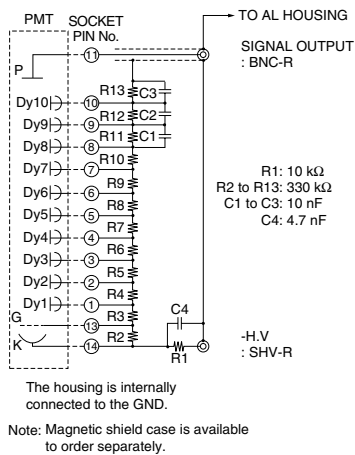 PMT
SOCKET
PIN No.
TO AL HOUSING
SIGNAL OUTPUT
: BNC-R
P
11
R13
C3
Dy10
10
R12
C2
Dy9
9
R11
C1
Dy8
8
R10
Dy7
7
R9
Dy6
6
R8
Dy5
5
R7
Dy4
4
R6
Dy3
3
R5
Dy2
2
R4
Dy1
1
R3
G
13
R2
K
14
C4
R1
R1: 10 kΩ
R2 to R13: 330 kΩ
C1 to C3: 10 nF
C4: 4.7 nF
-H.V
: SHV-R
The housing is internally
connected to the GND.
Note: Magnetic shield case is available
to order separately.